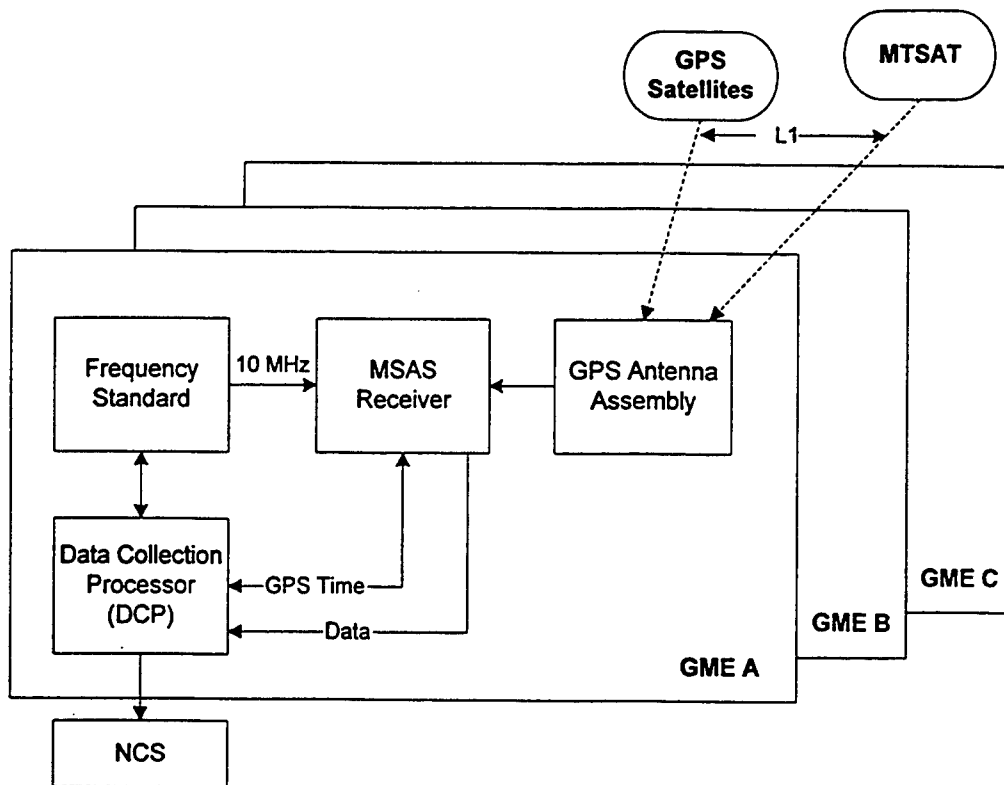 GPS
Satellites
MTSAT
L1
Frequency
Standard
10 MHz
MSAS
Receiver
GPS Antenna
Assembly
Data Collection
Processor
(DCP)
GPS Time
Data
GME A
GME B
GME C
NCS